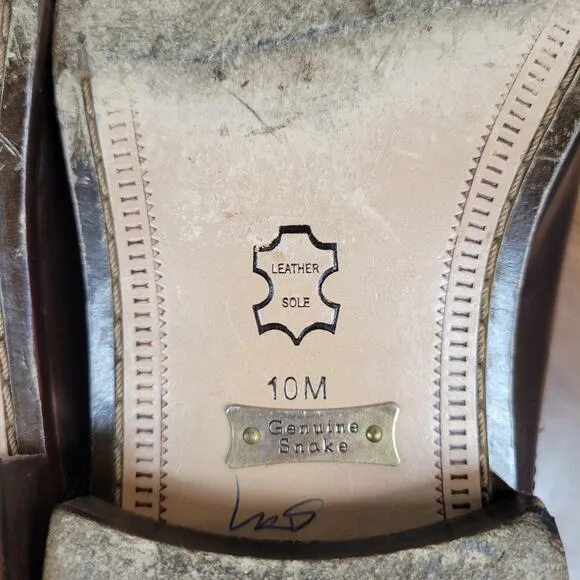 LEATHER
SOLE
10M
Genuine
Snake